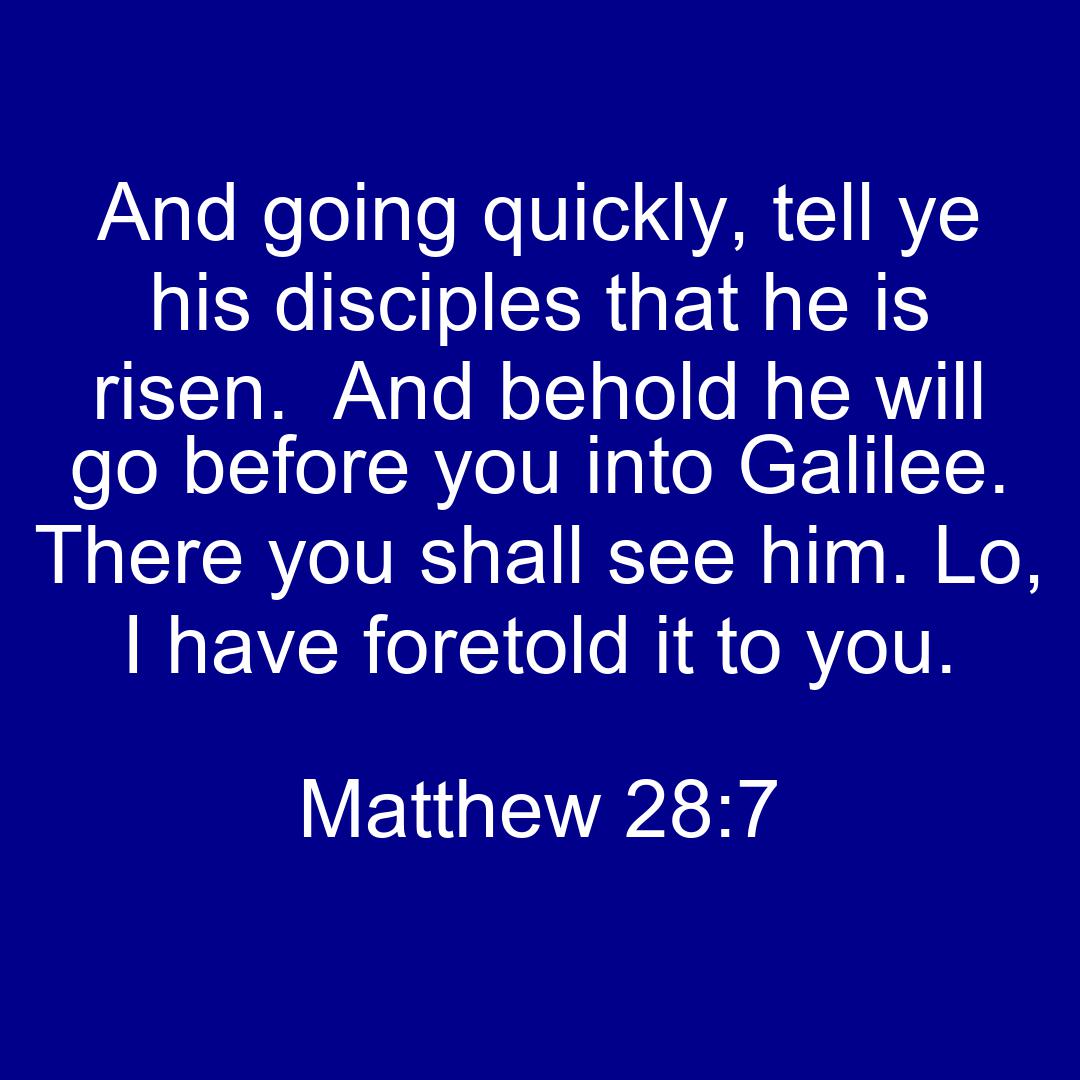 And going quickly, tell ye
his disciples that he is
risen.  And behold he will
go before you into Galilee.
There you shall see him. Lo,
I have foretold it to you.
Matthew 28:7